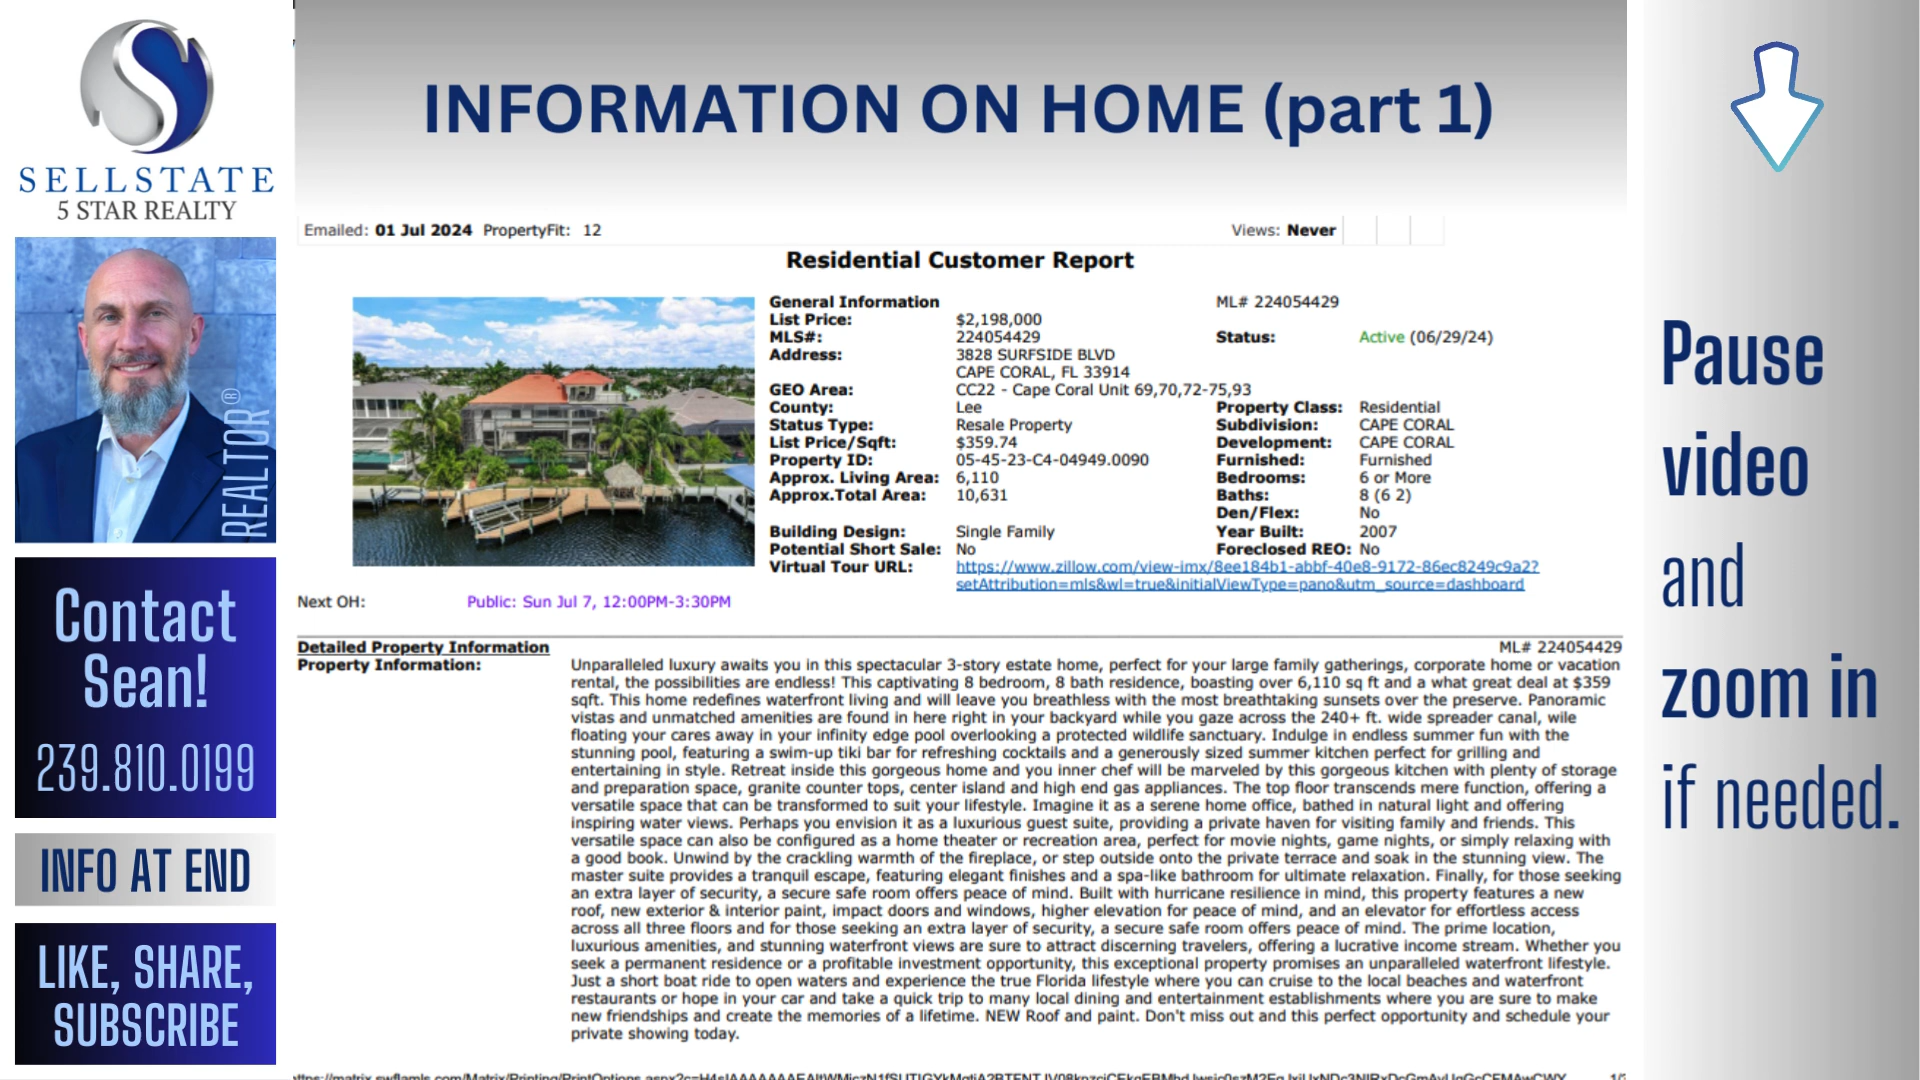 SELLSTATE
5 STAR REALTY
REALTOR®
Contact
Sean!
239.810.0199
INFO AT END
LIKE, SHARE,
SUBSCRIBE
INFORMATION ON HOME (part 1)
Emailed: 01 Jul 2024 PropertyFit: 12 Views: Never
Residential Customer Report
General Information ML# 224054429
List Price: $2,198,000
MLS#: 224054429 Status: Active (06/29/24)
Address: 3828 SURFSIDE BLVD
CAPE CORAL, FL 33914
GEO Area: CC22 - Cape Coral Unit 69,70,72-75,93
County: Lee Property Class: Residential
Status Type: Resale Property Subdivision: CAPE CORAL
List Price/Sqft: $359.74 Development: CAPE CORAL
Property ID: 05-45-23-C4-04949.0090 Furnished: Furnished
Approx. Living Area: 6,110 Bedrooms: 6 or More
Approx.Total Area: 10,631 Baths: 8 (6 2)
Den/Flex: No
Building Design: Single Family Year Built: 2007
Potential Short Sale: No Foreclosed REO: No
Virtual Tour URL: https://www.zillow.com/view-imx/8ee184b1-abbf-40e8-9172-86ec8249c9a2?
setAttribution=mls&wl=true&initialViewType=pano&utm_source=dashboard
Next OH: Public: Sun Jul 7, 12:00PM-3:30PM
Detailed Property Information ML# 224054429
Property Information: Unparalleled luxury awaits you in this spectacular 3-story estate home, perfect for your large family gatherings, corporate home or vacation
rental, the possibilities are endless! This captivating 8 bedroom, 8 bath residence, boasting over 6,110 sq ft and a what great deal at $359
sqft. This home redefines waterfront living and will leave you breathless with the most breathtaking sunsets over the preserve. Panoramic
vistas and unmatched amenities are found in here right in your backyard while you gaze across the 240+ ft. wide spreader canal, wile
floating your cares away in your infinity edge pool overlooking a protected wildlife sanctuary. Indulge in endless summer fun with the
stunning pool, featuring a swim-up tiki bar for refreshing cocktails and a generously sized summer kitchen perfect for grilling and
entertaining in style. Retreat inside this gorgeous home and you inner chef will be marveled by this gorgeous kitchen with plenty of storage
and preparation space, granite counter tops, center island and high end gas appliances. The top floor transcends mere function, offering a
versatile space that can be transformed to suit your lifestyle. Imagine it as a serene home office, bathed in natural light and offering
inspiring water views. Perhaps you envision it as a luxurious guest suite, providing a private haven for visiting family and friends. This
versatile space can also be configured as a home theater or recreation area, perfect for movie nights, game nights, or simply relaxing with
a good book. Unwind by the crackling warmth of the fireplace, or step outside onto the private terrace and soak in the stunning view. The
master suite provides a tranquil escape, featuring elegant finishes and a spa-like bathroom for ultimate relaxation. Finally, for those seeking
an extra layer of security, a secure safe room offers peace of mind. Built with hurricane resilience in mind, this property features a new
roof, new exterior & interior paint, impact doors and windows, higher elevation for peace of mind, and an elevator for effortless access
across all three floors and for those seeking an extra layer of security, a secure safe room offers peace of mind. The prime location,
luxurious amenities, and stunning waterfront views are sure to attract discerning travelers, offering a lucrative income stream. Whether you
seek a permanent residence or a profitable investment opportunity, this exceptional property promises an unparalleled waterfront lifestyle.
Just a short boat ride to open waters and experience the true Florida lifestyle where you can cruise to the local beaches and waterfront
restaurants or hope in your car and take a quick trip to many local dining and entertainment establishments where you are sure to make
new friendships and create the memories of a lifetime. NEW Roof and paint. Don't miss out and this perfect opportunity and schedule your
private showing today.
Pause
video
and
zoom in
if needed.